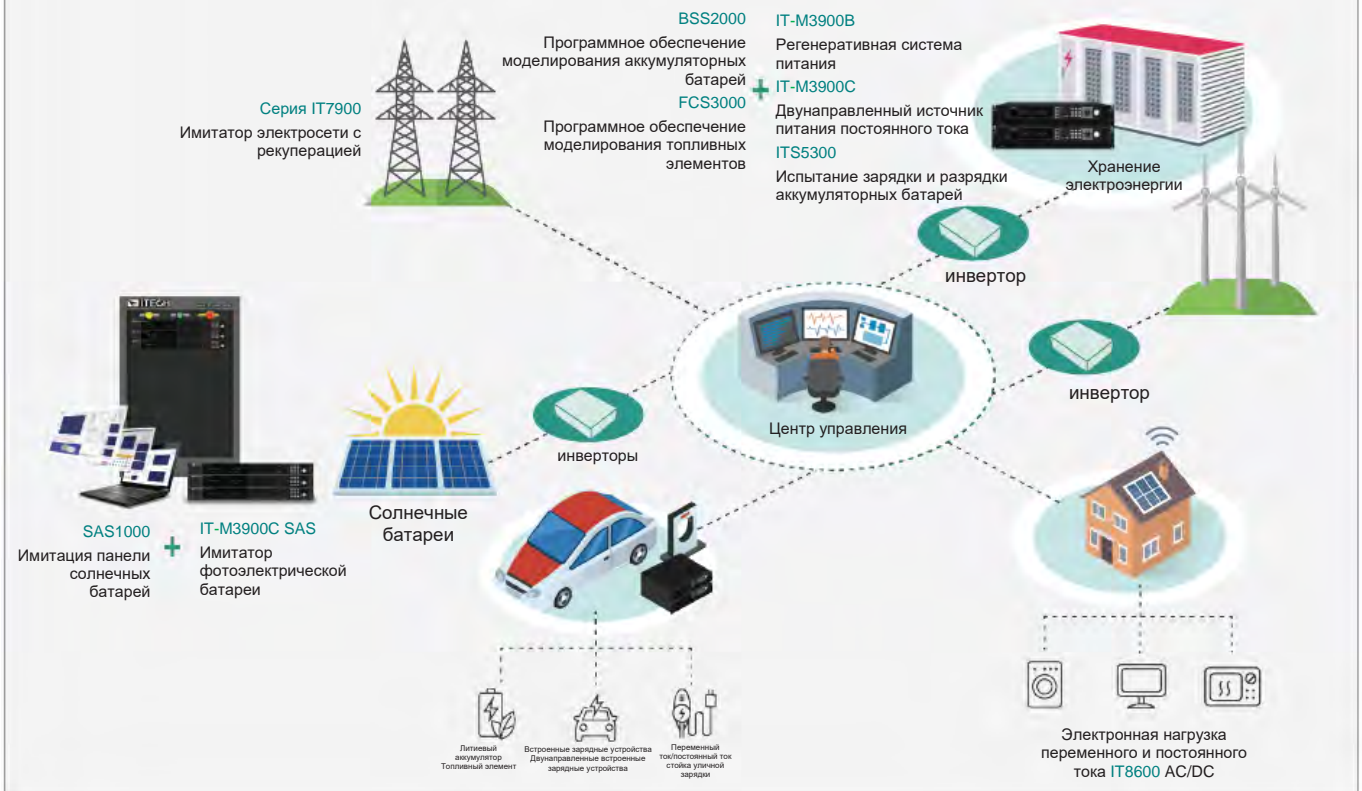 Серия IT7900
Имитатор электросети с
рекуперацией
BSS2000
Программное обеспечение
моделирования аккумуляторных
батарей
FCS3000
Программное обеспечение
моделирования топливных
элементов
+
IT-M3900B
Регенеративная система
питания
IT-M3900C
Двунаправленный источник
питания постоянного тока
ITS5300
Испытание зарядки и разрядки
аккумуляторных батарей
Хранение
электроэнергии
инвертор
инвертор
Центр управления
инверторы
ITECH
Солнечные
батареи
SAS1000
Имитация панели
солнечных
батарей
+
IT-M3900C SAS
Имитатор
фотоэлектрической
батареи
Литиевый
аккумулятор
Топливный элемент
Встроенные зарядные устройства
Двунаправленные встроенные
зарядные устройства
Переменный
ток/постоянный ток
стойка уличной
зарядки
Электронная нагрузка
переменного и постоянного
тока IT8600 AC/DC